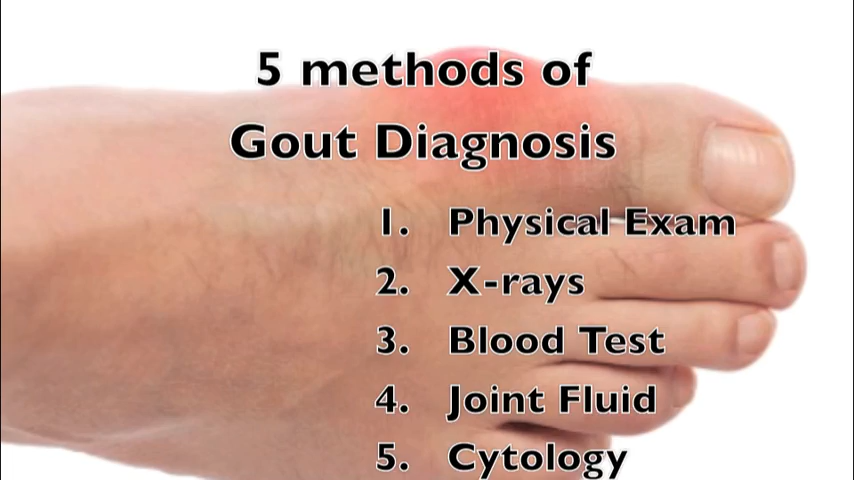 5 methods of
Gout Diagnosis
1. Physical Exam
2. X-rays
3. Blood Test
4. Joint Fluid
5. Cytology